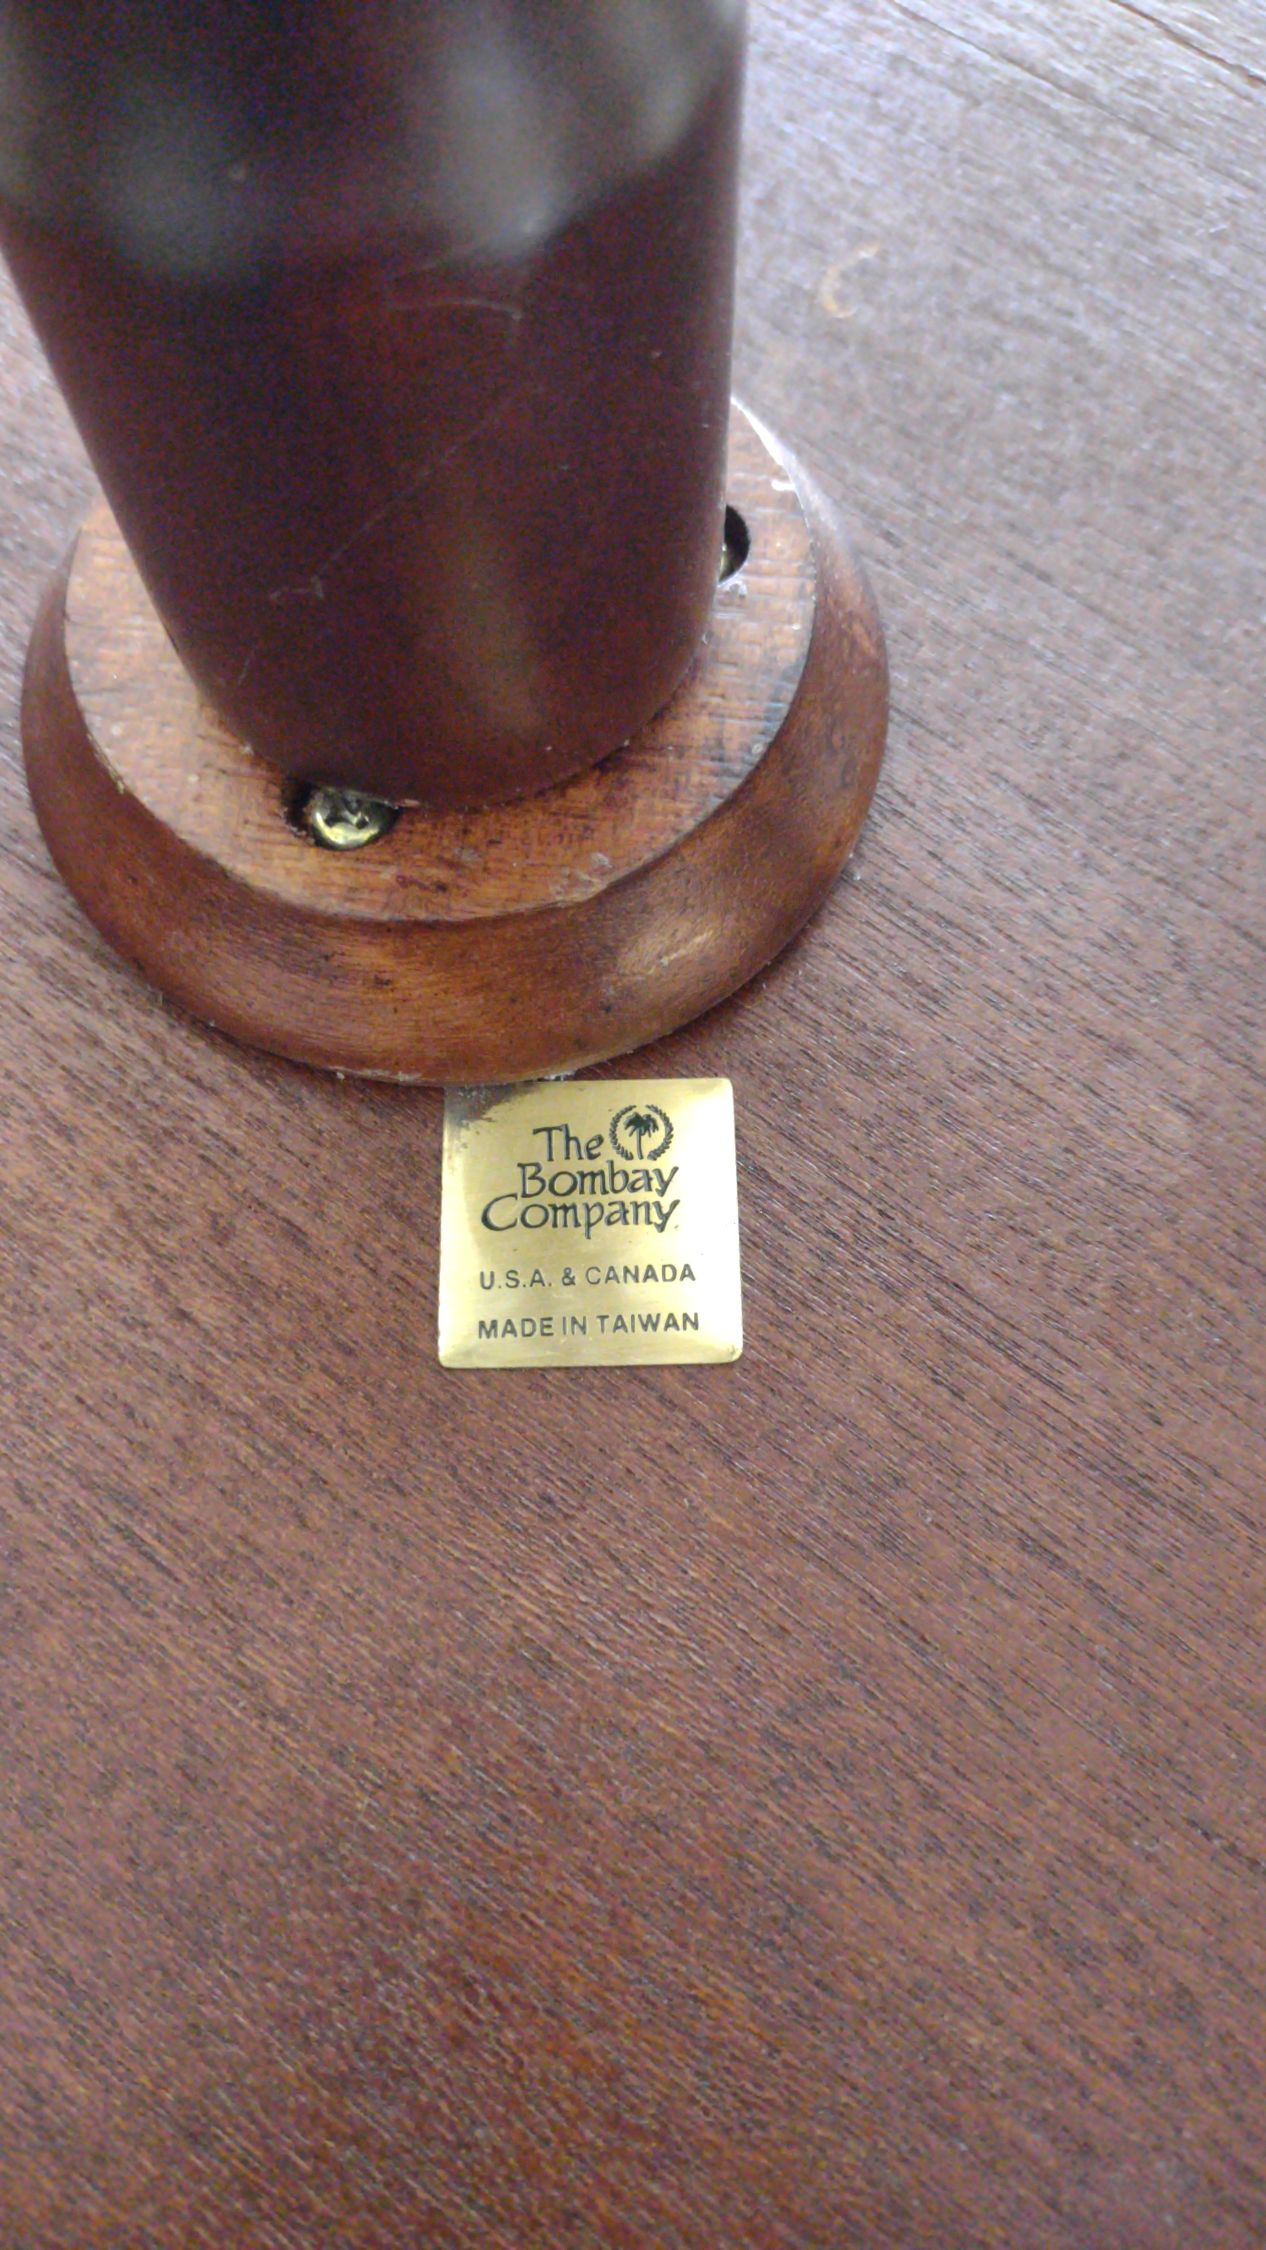 The
Bombay
Company
U.S.A. & CANADA
MADE IN TAIWAN